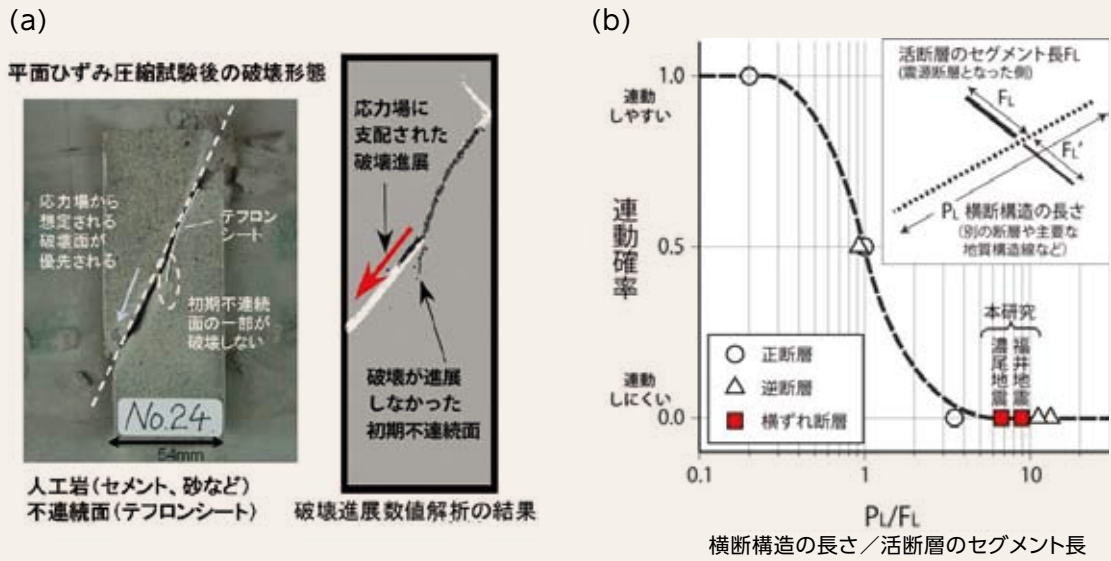 (a)
平面ひずみ圧縮試験後の破壊形態
応力場から
想定される
破壊面が
優先される
テフロン
シート
初期不連続
面の一部が
破壊しない
No.24
54mm
人工岩(セメント、砂など)
不連続面(テフロンシート)
応力場に
支配された
破壊進展
破壊が進展
しなかった
初期不連続面
破壊進展数値解析の結果
(b)
連動
しやすい
連動確率
連動
しにくい
1.0
0.5
0.0
活断層のセグメント長FL
(震源断層となった側)
FL
FL'
PL 横断構造の長さ
(別の断層や主要な
地質構造線など)
本研究
濃尾地震
福井地震
正断層
逆断層
横ずれ断層
0.1
1
10
PL/FL
横断構造の長さ/活断層のセグメント長